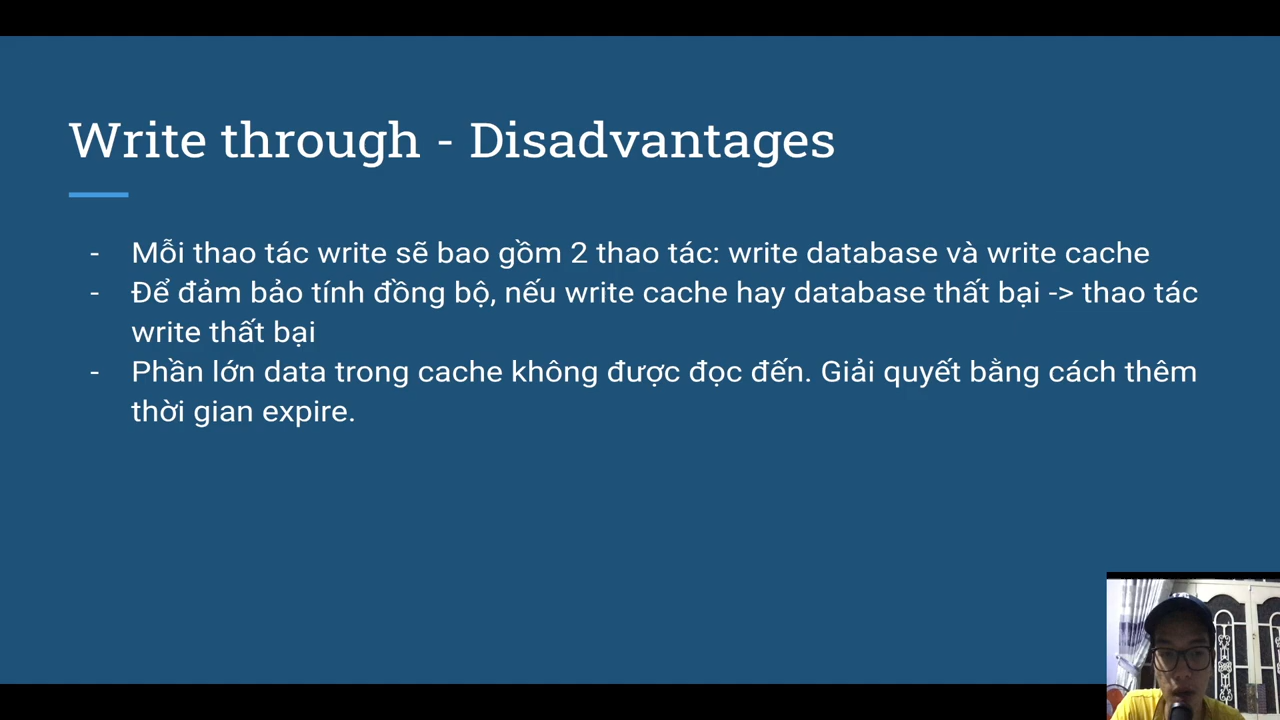 Write through - Disadvantages
- Mỗi thao tác write sẽ bao gồm 2 thao tác: write database và write cache
- Để đảm bảo tính đồng bộ, nếu write cache hay database thất bại -> thao tác
write thất bại
- Phần lớn data trong cache không được đọc đến. Giải quyết bằng cách thêm
thời gian expire.